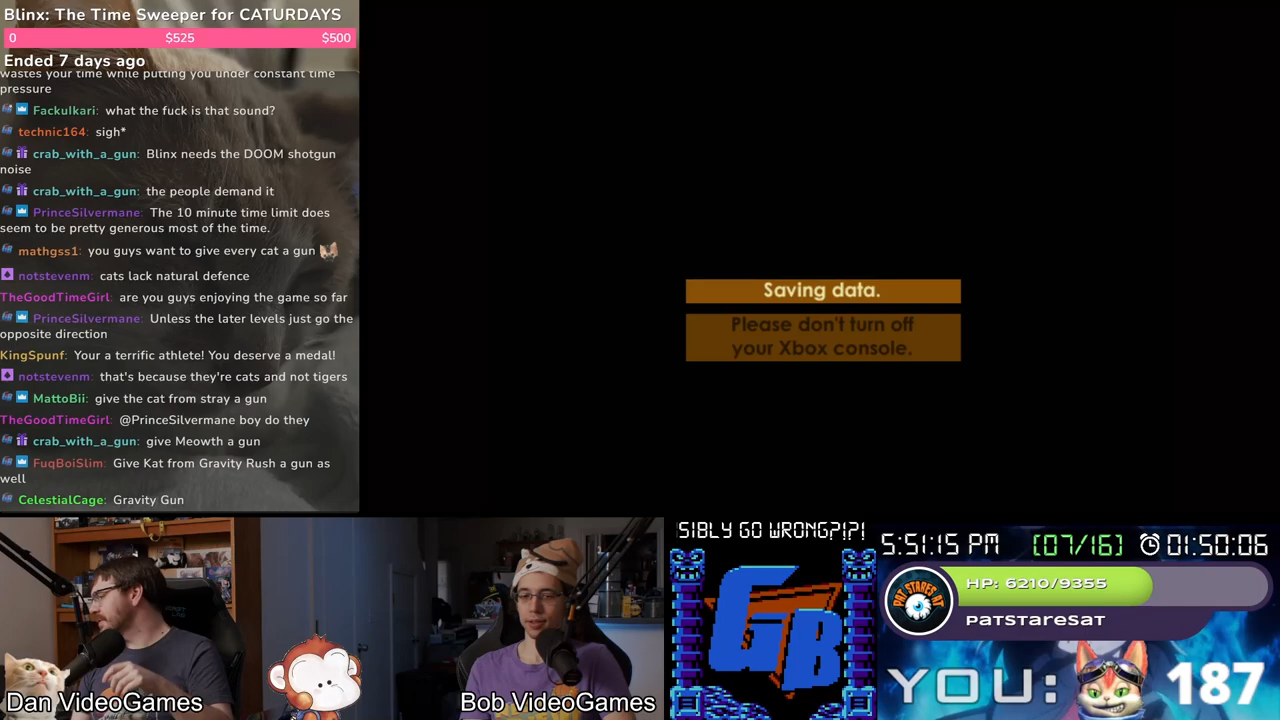 Blinx: The Time Sweeper for CATURDAYS
0 $525 $500
Ended 7 days ago
wastes your time while putting you under constant time
pressure
FackuIkari: what the fuck is that sound?
technic164: sigh*
crab_with_a_gun: Blinx needs the DOOM shotgun
noise
crab_with_a_gun: the people demand it
PrinceSilvermane: The 10 minute time limit does
seem to be pretty generous most of the time.
mathgss1: you guys want to give every cat a gun
notstevenm: cats lack natural defence
TheGoodTimeGirl: are you guys enjoying the game so far
PrinceSilvermane: Unless the later levels just go the
opposite direction
KingSpunf: Your a terrific athlete! You deserve a medal!
notstevenm: that's because they're cats and not tigers
MattoBii: give the cat from stray a gun
TheGoodTimeGirl: @PrinceSilvermane boy do they
crab_with_a_gun: give Meowth a gun
FuqBoiSlim: Give Kat from Gravity Rush a gun as
well
CelestialCage: Gravity Gun
Saving data.
Please don't turn off
your Xbox console.
Dan VideoGames
Bob VideoGames
SIBLY GO WRONG?!?!
GB
5:51:15 PM [07/16] 01:50:06
PAT STARES AT
HP: 6210/9355
PatStaresAt
YOU: 187